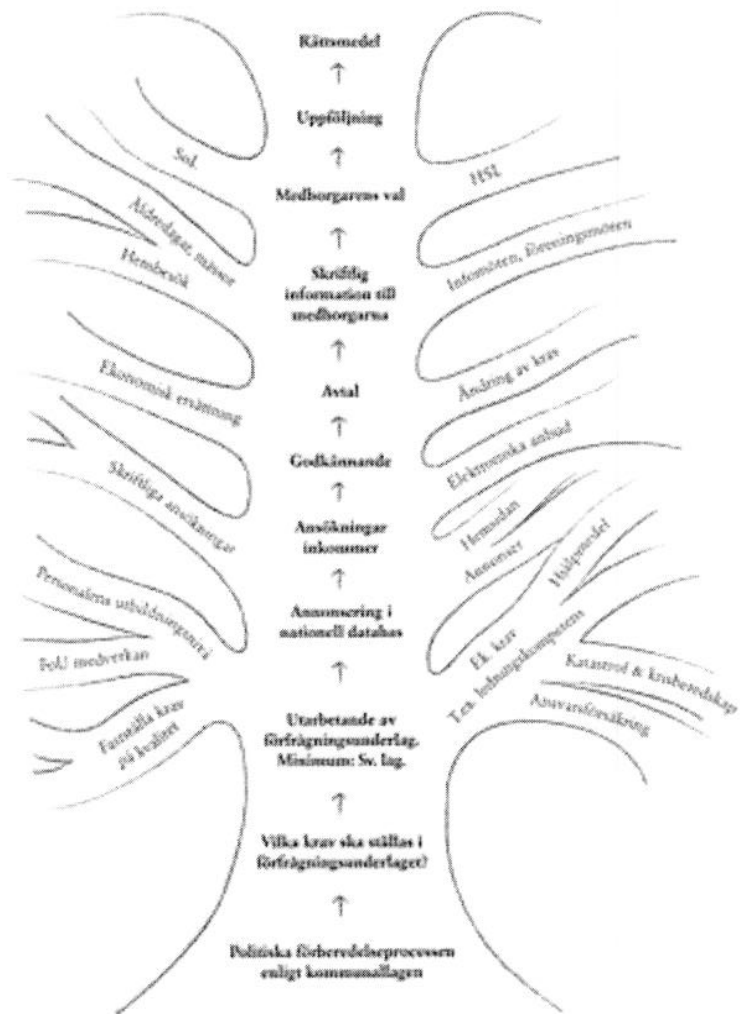 Rättsmedel
↑
Uppföljning
↑
SoL
HSL
Medborgarens val
↑
Äldredagar, mässor
Infomöten, föreningsmöten
Hembesök
Skriftlig
information till
medborgarna
↑
Ekonomisk ersättning
Ändring av krav
Avtal
↑
Elektroniska anbud
Godkännande
↑
Skriftliga ansökningar
Hemsidan
Ansökningar
inkommer
↑
Annonser
Hjälpmedel
Personalens utbildningsnivå
Annonsering i
nationell databas
↑
Ek. krav
T.ex. ledningskompetens
FoU medverkan
Katastrof & krisberedskap
Ansvarsförsäkring
Fastställa krav
på kvalitet
Utarbetande av
förfrågningsunderlag.
Minimum: Sv. lag.
↑
Vilka krav ska ställas i
förfrågningsunderlaget?
↑
Politiska förberedelseprocessen
enligt kommunallagen